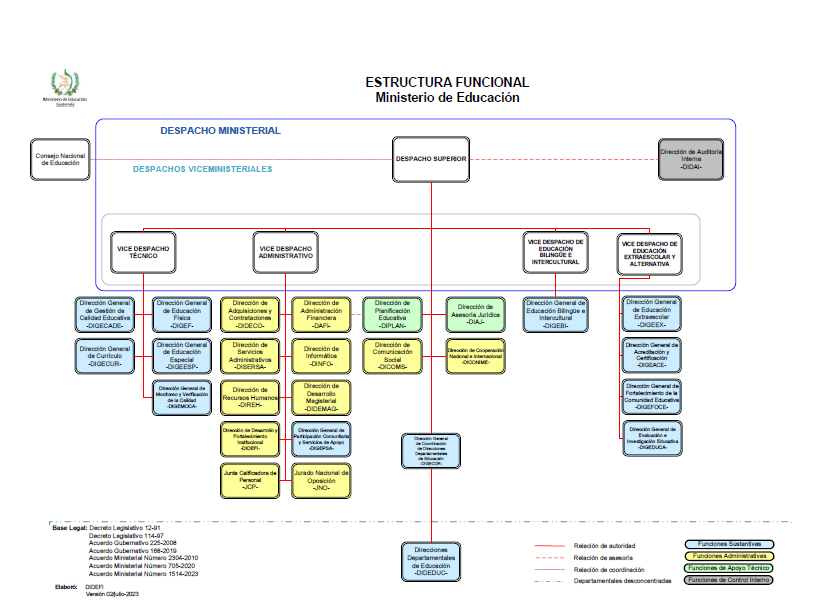 ESTRUCTURA FUNCIONAL
Ministerio de Educación
Ministerio de Educación
Guatemala
DESPACHO MINISTERIAL
Consejo Nacional
de Educación
DESPACHO SUPERIOR
Dirección de Auditoría
Interna
-DIDAI-
DESPACHOS VICEMINISTERIALES
VICE DESPACHO
TÉCNICO
VICE DESPACHO
ADMINISTRATIVO
VICE DESPACHO DE
EDUCACIÓN
BILINGÜE E
INTERCULTURAL
VICE DESPACHO DE
EDUCACIÓN
EXTRAESCOLAR Y
ALTERNATIVA
Dirección General
de Gestión de
Calidad Educativa
-DIGECADE-
Dirección General
de Educación
Física
-DIGEF-
Dirección de
Adquisiciones y
Contrataciones
-DIDECO-
Dirección de
Administración
Financiera
-DAFI-
Dirección de
Planificación
Educativa
-DIPLAN-
Dirección de
Asesoría Jurídica
-DIAJ-
Dirección General de
Educación Bilingüe e
Intercultural
-DIGEBI-
Dirección General
de Educación
Extraescolar
-DIGEEX-
Dirección General
de Currículo
-DIGECUR-
Dirección General
de Educación
Especial
-DIGEESP-
Dirección de
Servicios
Administrativos
-DISERSA-
Dirección de
Informática
-DINFO-
Dirección de
Comunicación
Social
-DICOMS-
Dirección de Cooperación
Nacional e Internacional
-DICONIME-
Dirección General de
Acreditación y
Certificación
-DIGEACE-
Dirección General de
Monitoreo y Verificación
de la Calidad
-DIGEMOCA-
Dirección de
Recursos Humanos
-DIREH-
Dirección de
Desarrollo
Magisterial
-DIDEMAG-
Dirección General de
Fortalecimiento de la
Comunidad Educativa
-DIGEFOCE-
Dirección de Desarrollo y
Fortalecimiento
Institucional
-DIDEFI-
Dirección General de
Participación Comunitaria
y Servicios de Apoyo
-DIGEPSA-
Dirección General
de Coordinación
de Direcciones
Departamentales
de Educación
-DIGECOR-
Dirección General de
Evaluación e
Investigación Educativa
-DIGEDUCA-
Junta Calificadora de
Personal
-JCP-
Jurado Nacional de
Oposición
-JNO-
Direcciones
Departamentales
de Educación
-DIDEDUC-
Base Legal: Decreto Legislativo 12-91
Decreto Legislativo 114-97
Acuerdo Gubernativo 225-2008
Acuerdo Gubernativo 168-2019
Acuerdo Ministerial Número 2304-2010
Acuerdo Ministerial Número 705-2020
Acuerdo Ministerial Número 1514-2023
Elaboró: DIDEFI
Versión 02/julio-2023
Relación de autoridad
Relación de asesoría
Relación de coordinación
Departamentales desconcentradas
Funciones Sustantivas
Funciones Administrativas
Funciones de Apoyo Técnico
Funciones de Control Interno